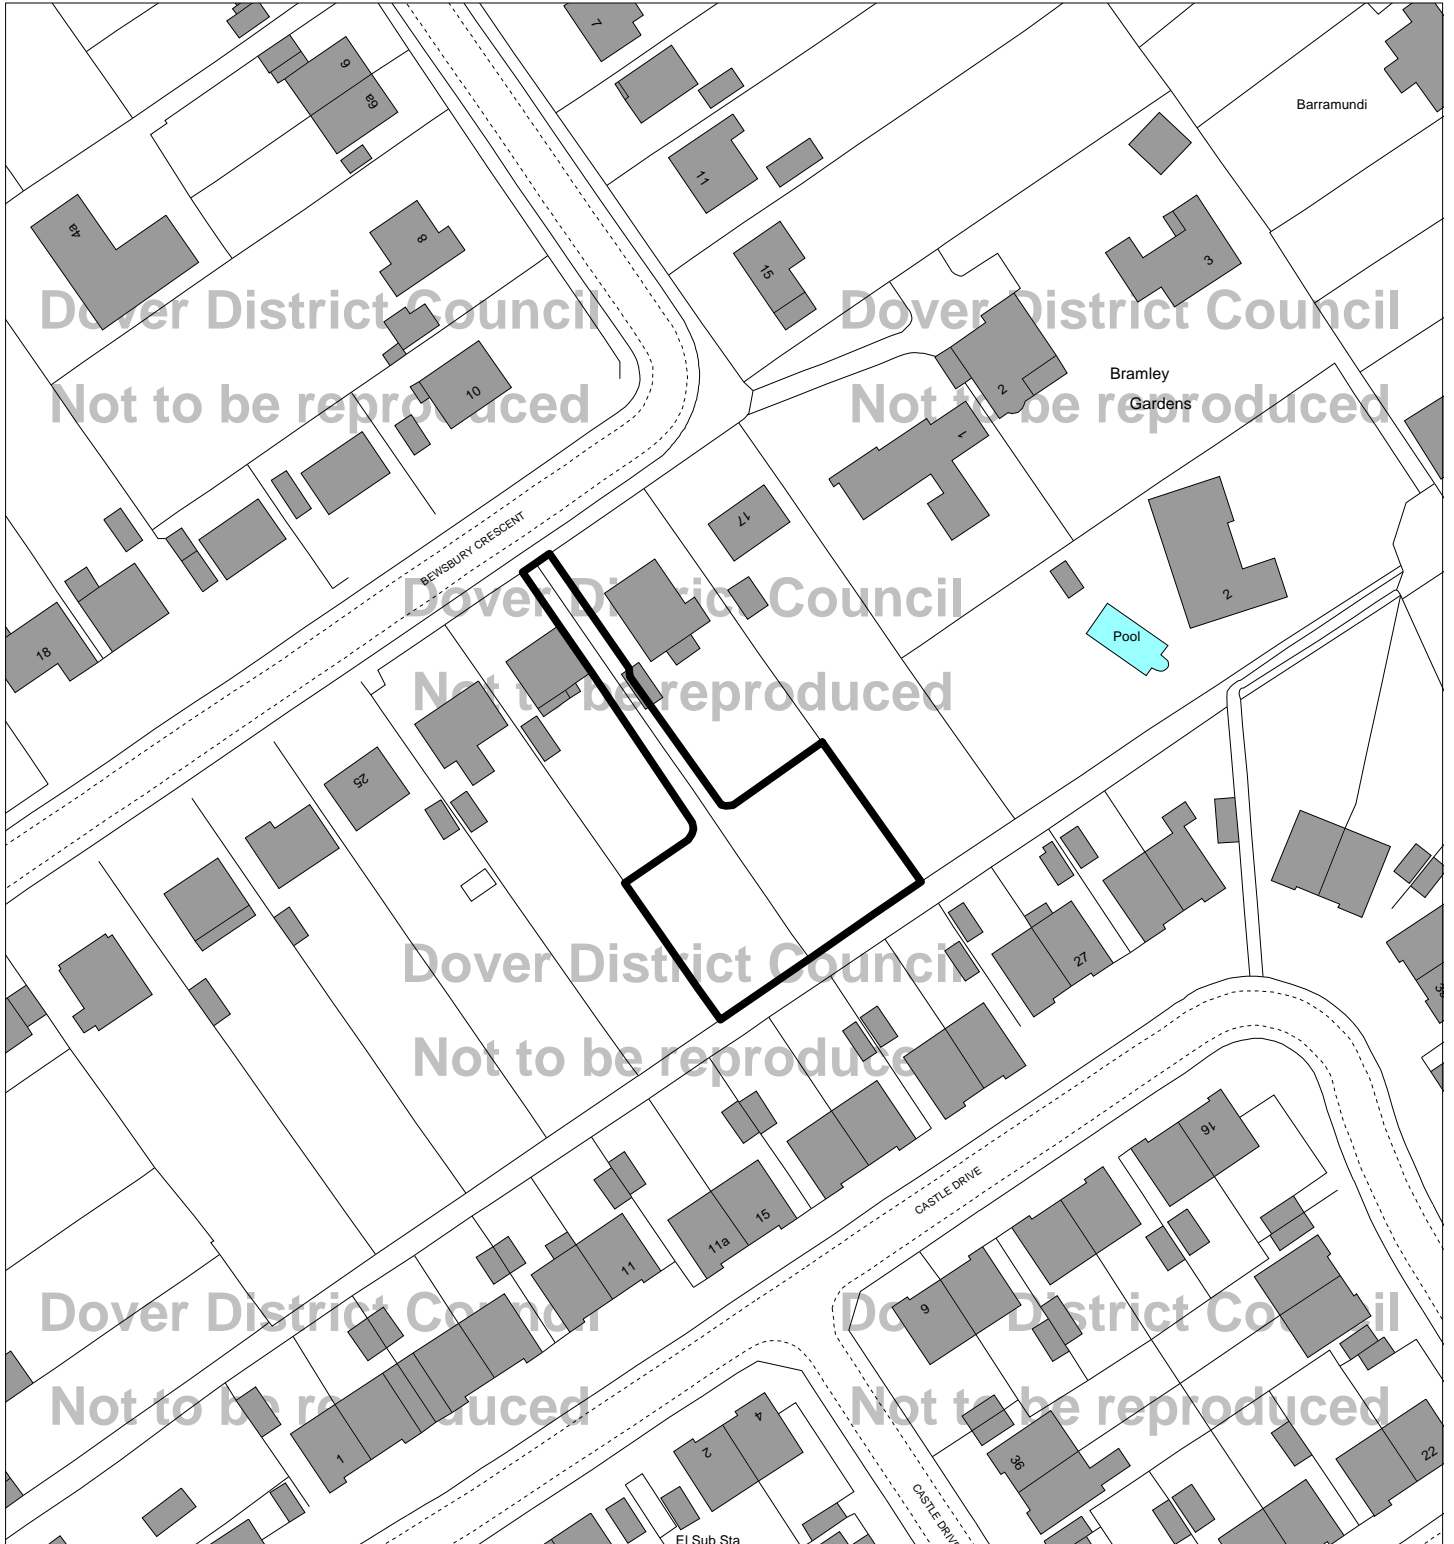 7
6
6a
Barramundi
11
4a
8
15
3
Dover District Council
Dover District Council
Bramley
Gardens
2
Not to be reproduced
Not to be reproduced
10
1
17
BEWSBURY CRESCENT
Dover District Council
2
Pool
18
Not to be reproduced
25
Dover District Council
27
Not to be reproduced
16
CASTLE DRIVE
15
11a
11
9
Dover District Council
Dover District Council
Not to be reproduced
Not to be reproduced
4
2
1
36
22
CASTLE DRIVE
El Sub Sta